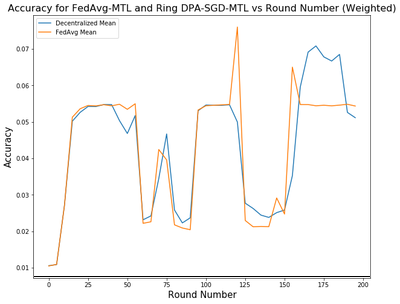 Accuracy for FedAvg-MTL and Ring DPA-SGD-MTL vs Round Number (Weighted)
Decentralized Mean
FedAvg Mean
Accuracy
0.07
0.06
0.05
0.04
0.03
0.02
0.01
0 25 50 75 100 125 150 175 200
Round Number